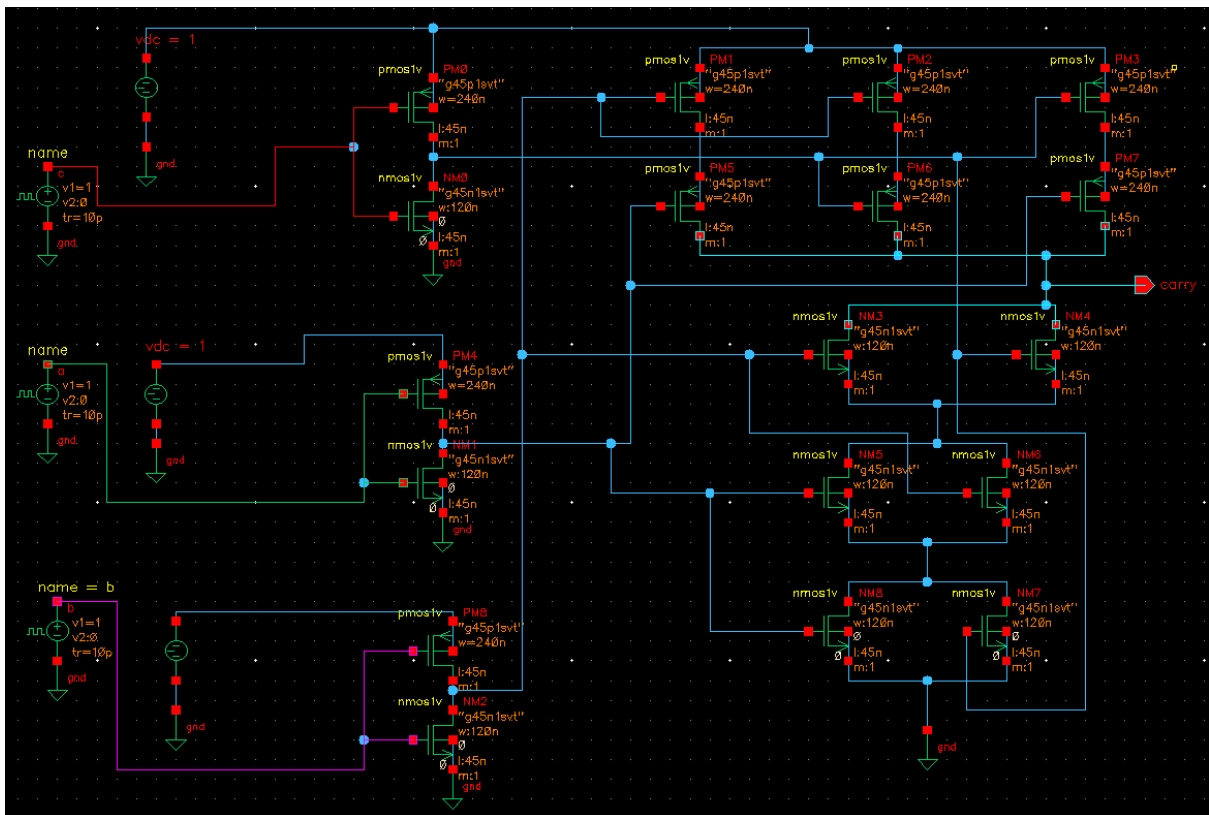 vdc = 1
pmos1v
PM0
"g45p1svt"
w=240n
l:45n
m:1
gnd
name
c
v1=1
v2:0
tr=10p
gnd
nmos1v
NM0
"g45n1svt"
w:120n
0
0
l:45n
m:1
gnd
pmos1v
PM1
"g45p1svt"
w=240n
l:45n
m:1
pmos1v
PM2
"g45p1svt"
w=240n
l:45n
m:1
pmos1v
PM3
"g45p1svt"
w=240n
l:45n
m:1
pmos1v
PM5
"g45p1svt"
w=240n
l:45n
m:1
pmos1v
PM6
"g45p1svt"
w=240n
l:45n
m:1
pmos1v
PM7
"g45p1svt"
w=240n
l:45n
m:1
carry
name
a
v1=1
v2:0
tr=10p
gnd
vdc = 1
gnd
pmos1v
PM4
"g45p1svt"
w=240n
l:45n
m:1
nmos1v
NM1
"g45n1svt"
w:120n
0
0
l:45n
m:1
gnd
nmos1v
NM3
"g45n1svt"
w:120n
l:45n
m:1
nmos1v
NM4
"g45n1svt"
w:120n
l:45n
m:1
nmos1v
NM5
"g45n1svt"
w:120n
l:45n
m:1
nmos1v
NM6
"g45n1svt"
w:120n
l:45n
m:1
name = b
b
v1=1
v2:0
tr=10p
gnd
gnd
pmos1v
PM8
"g45p1svt"
w=240n
l:45n
m:1
nmos1v
NM2
"g45n1svt"
w:120n
0
0
l:45n
m:1
gnd
nmos1v
NM8
"g45n1svt"
w:120n
0
0
l:45n
m:1
nmos1v
NM7
"g45n1svt"
w:120n
0
0
l:45n
m:1
gnd